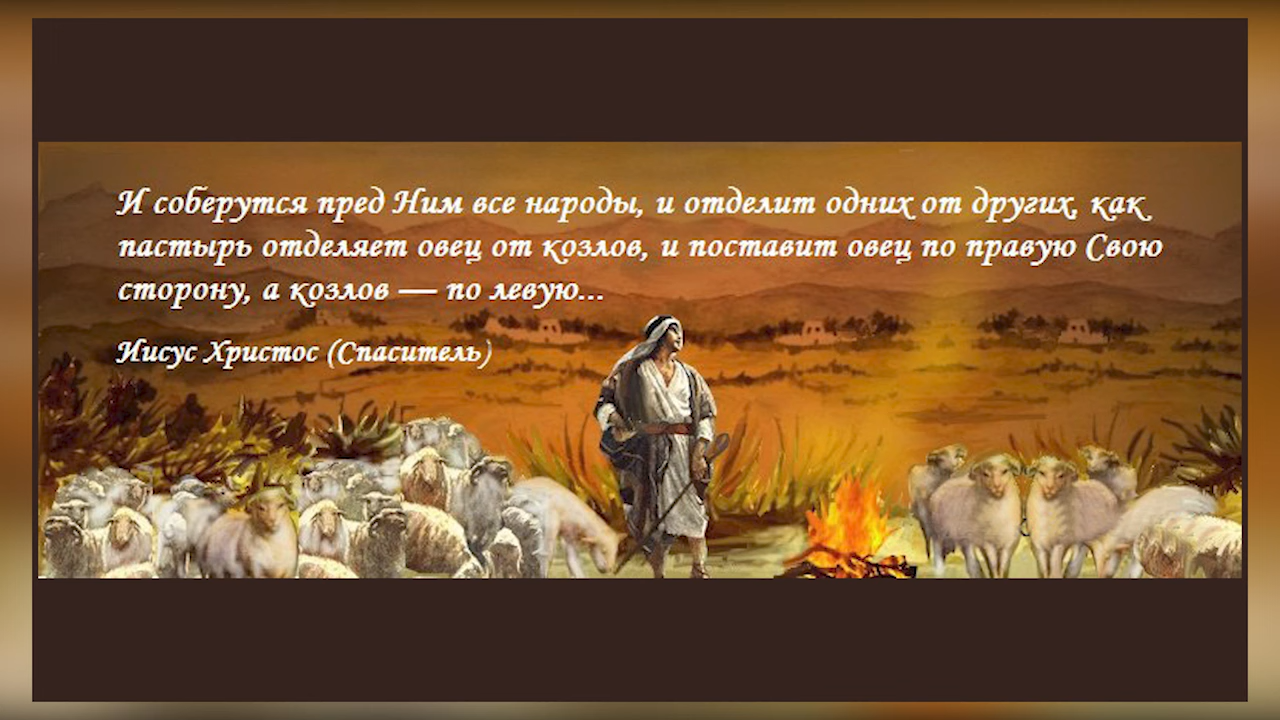 И соберутся пред Ним все народы, и отделит одних от других, как
пастырь отделяет овец от козлов, и поставит овец по правую Свою
сторону, а козлов — по левую...
Иисус Христос (Спаситель)